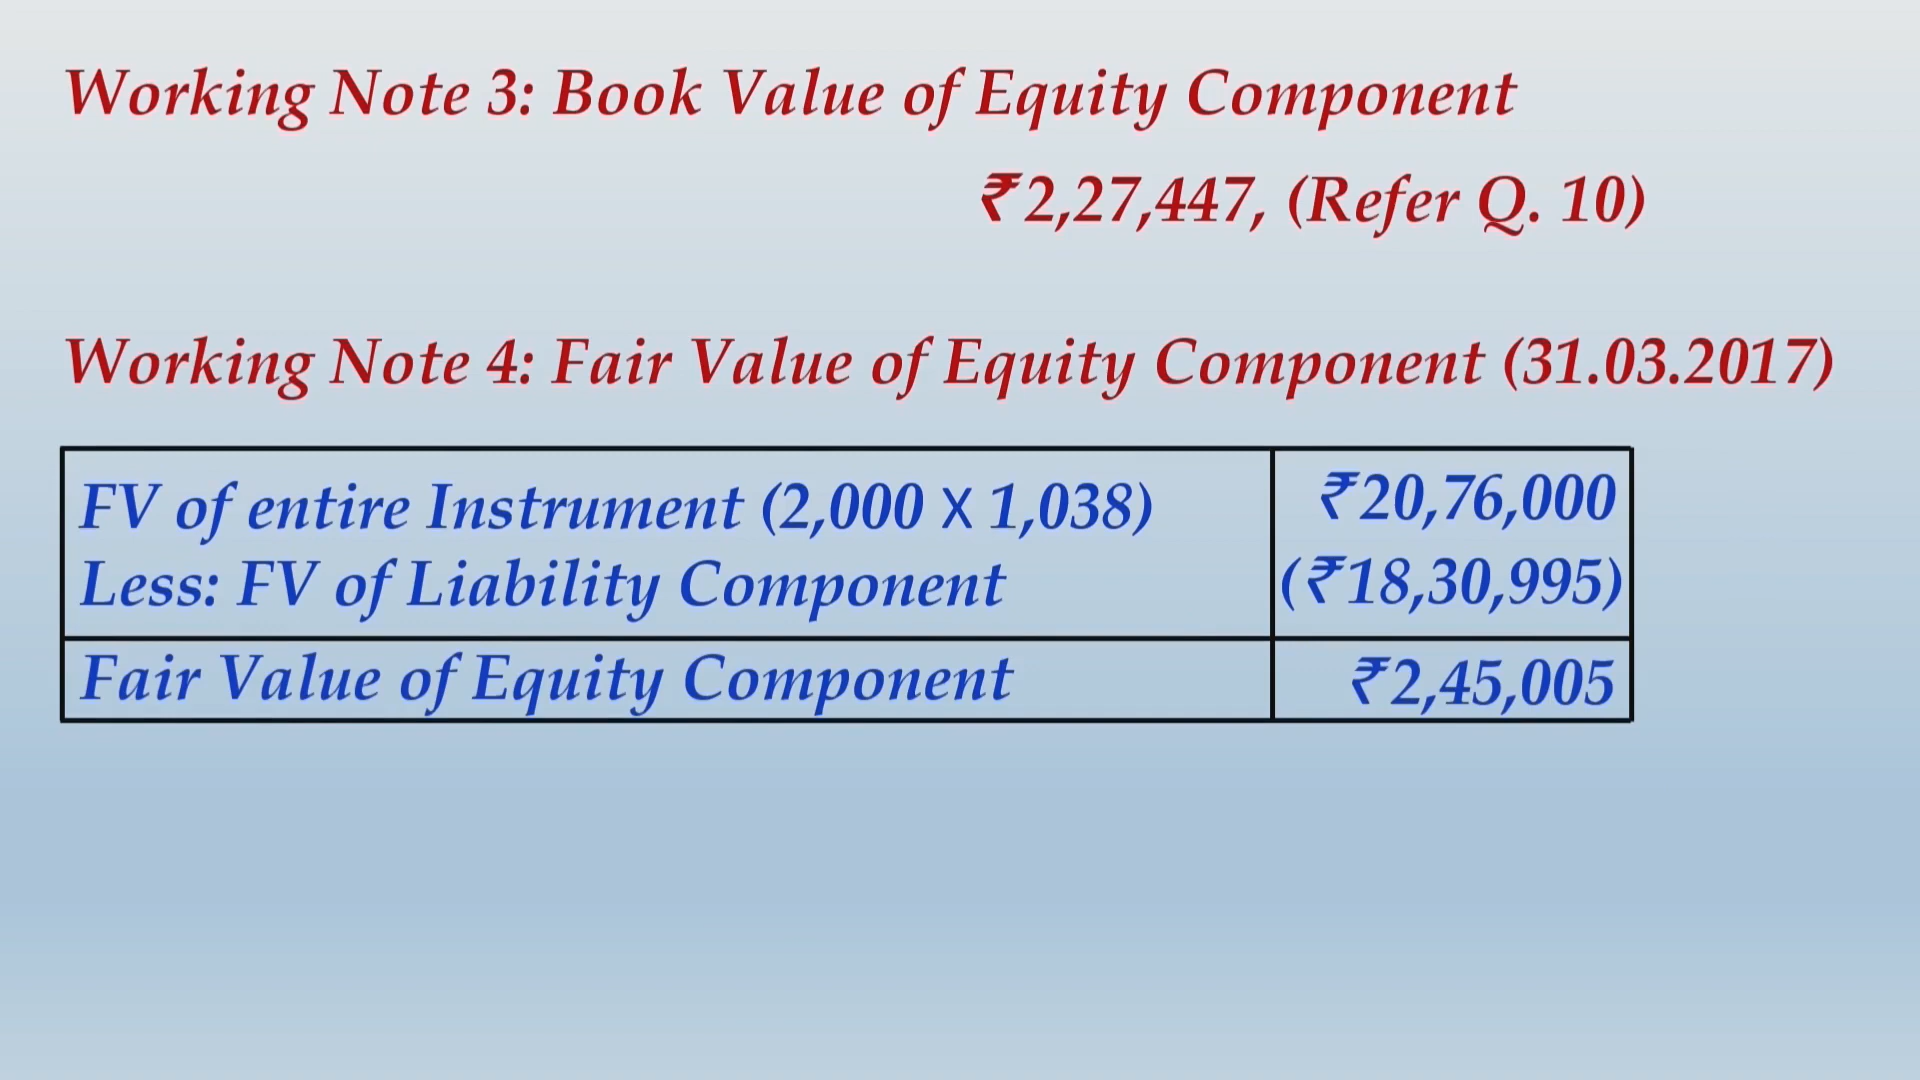 Working Note 3: Book Value of Equity Component
₹2,27,447, (Refer Q. 10)
Working Note 4: Fair Value of Equity Component (31.03.2017)
FV of entire Instrument (2,000 X 1,038) ₹20,76,000
Less: FV of Liability Component (₹18,30,995)
Fair Value of Equity Component ₹2,45,005